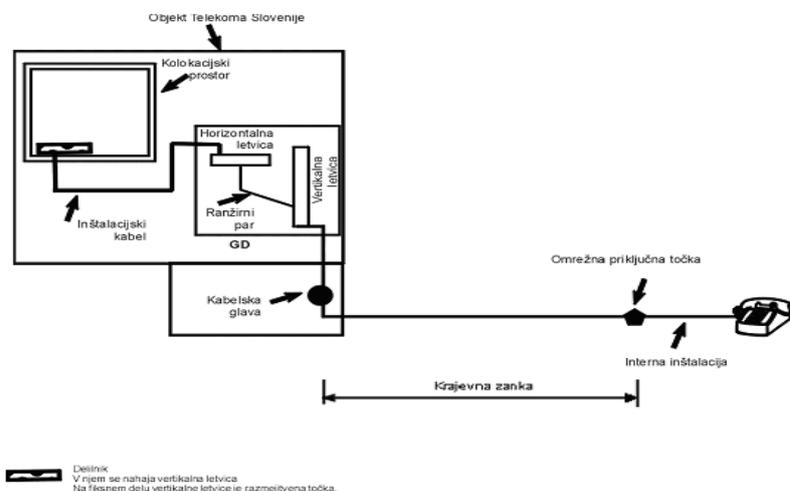 Objekt Telekoma Slovenije
Kolokacijski
prostor
Horizontalna
letvica
Vertikalna
letvica
Ranžirni
par
GD
Inštalacijski
kabel
Kabelska
glava
Omrežna priključna točka
Interna inštalacija
Krajevna zanka
Delilnik
V njem se nahaja vertikalna letvica
Na fiksnem delu vertikalne letvice je razmejitvena točka.